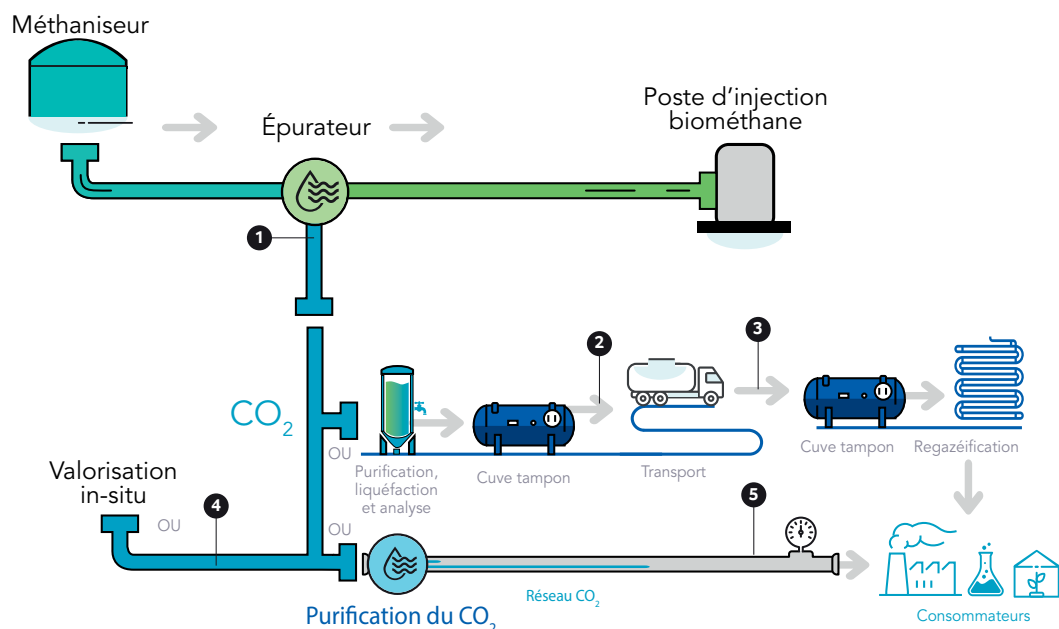 Méthaniseur
Épurateur
Poste d'injection
biométhane
1
2
3
CO₂
OU
Purification,
liquéfaction
et analyse
Cuve tampon
Transport
Cuve tampon
Regazéification
Valorisation
in-situ
OU
4
OU
5
Réseau CO₂
Purification du CO₂
Consommateurs